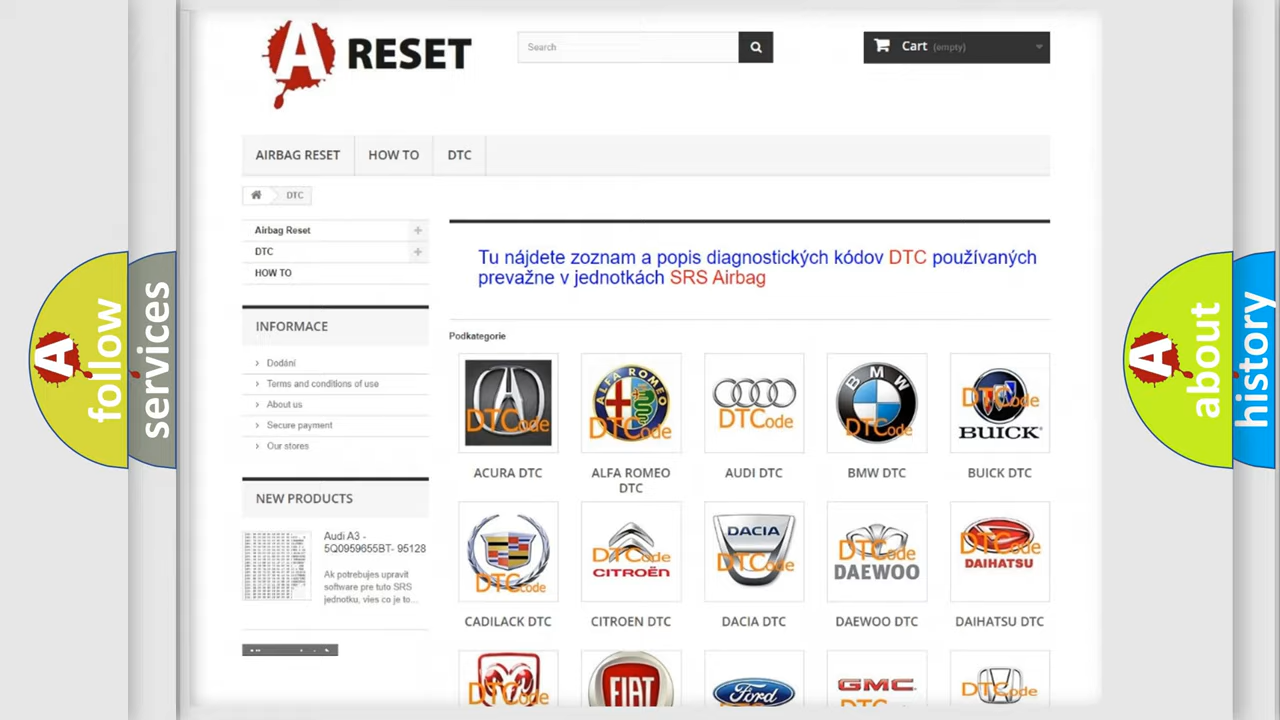 A RESET
Search
Cart (empty)
AIRBAG RESET
HOW TO
DTC
DTC
Airbag Reset
DTC
HOW TO
INFORMACE
Dodání
Terms and conditions of use
About us
Secure payment
Our stores
NEW PRODUCTS
Audi A3 -
5Q0959655BT- 95128
Ak potrebujes upravit
software pre tuto SRS
jednotku, vies co je to...
Tu nájdete zoznam a popis diagnostických kódov DTC používaných
prevažne v jednotkách SRS Airbag
Podkategorie
DTCode
ALFA ROMEO
DTCode
DTCode
BMW
DTCode
DTCode
BUICK
ACURA DTC
ALFA ROMEO
DTC
AUDI DTC
BMW DTC
BUICK DTC
DTCode
DTCode
CITROËN
DACIA
DTCode
DTCode
DAEWOO
DTCode
DAIHATSU
CADILACK DTC
CITROEN DTC
DACIA DTC
DAEWOO DTC
DAIHATSU DTC
DTCode
FIAT
Ford
GMC
DTCode
A follow
services
A about
history